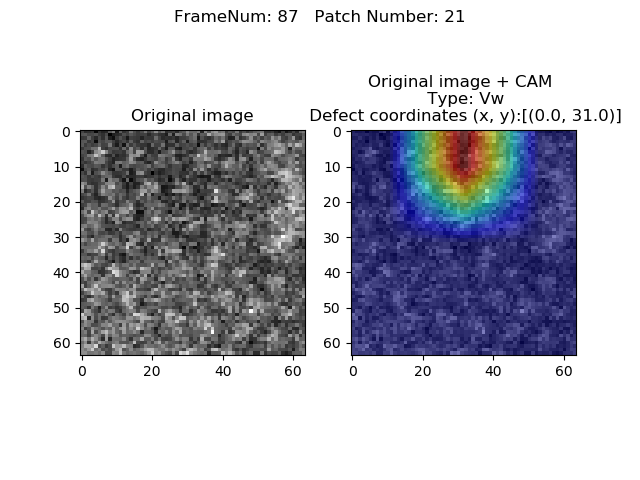 FrameNum: 87   Patch Number: 21
Original image
0
10
20
30
40
50
60
0 20 40 60
Original image + CAM
Type: Vw
Defect coordinates (x, y):[(0.0, 31.0)]
0
10
20
30
40
50
60
0 20 40 60